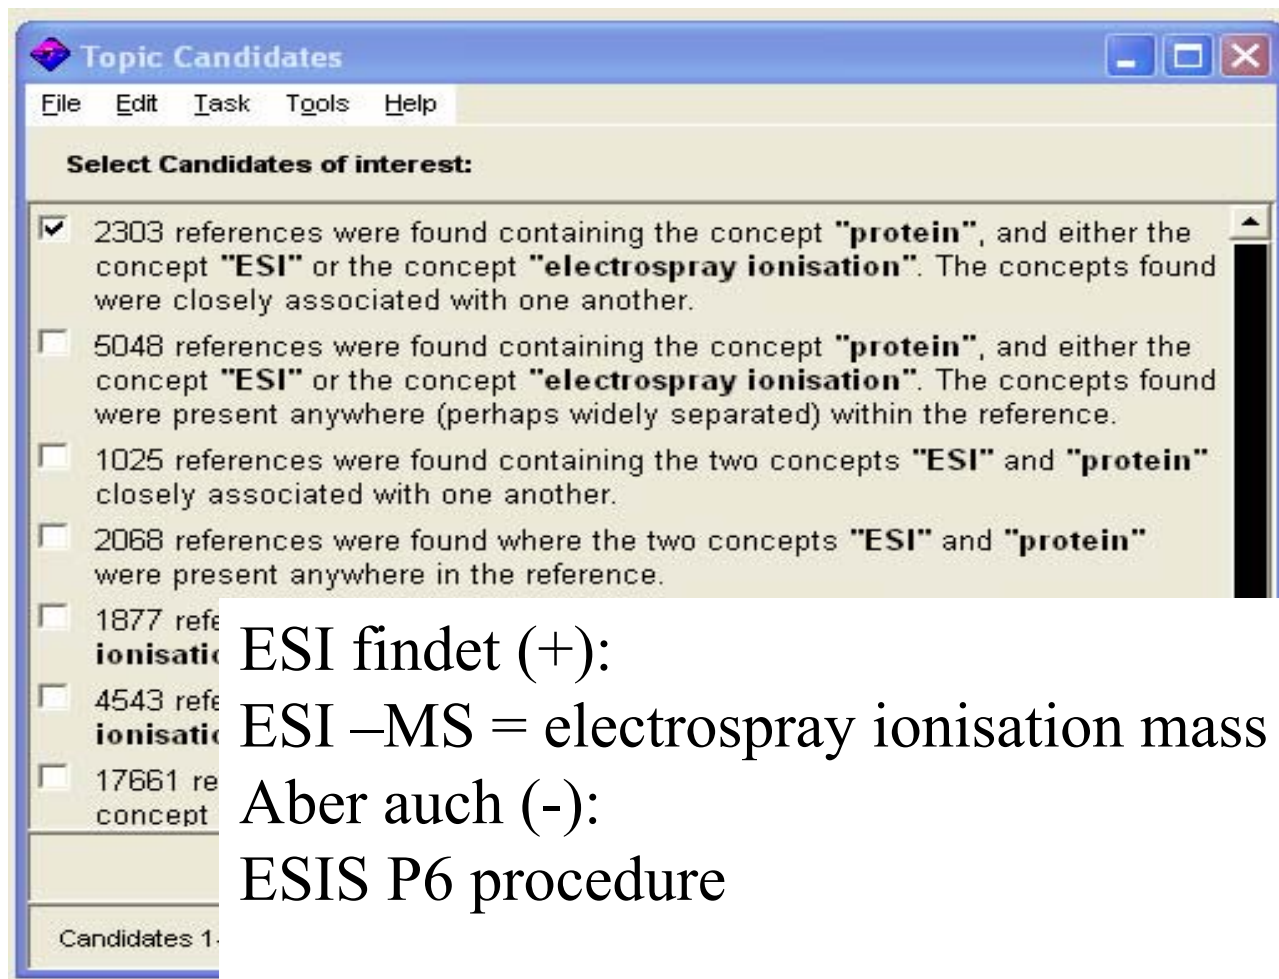 Topic Candidates
File Edit Task Tools Help
Select Candidates of interest:
2303 references were found containing the concept "protein", and either the
concept "ESI" or the concept "electrospray ionisation". The concepts found
were closely associated with one another.
5048 references were found containing the concept "protein", and either the
concept "ESI" or the concept "electrospray ionisation". The concepts found
were present anywhere (perhaps widely separated) within the reference.
1025 references were found containing the two concepts "ESI" and "protein"
closely associated with one another.
2068 references were found where the two concepts "ESI" and "protein"
were present anywhere in the reference.
1877
4543
17661
concept
Candidates
ESI findet (+):
ESI –MS = electrospray ionisation mass
Aber auch (-):
ESIS P6 procedure